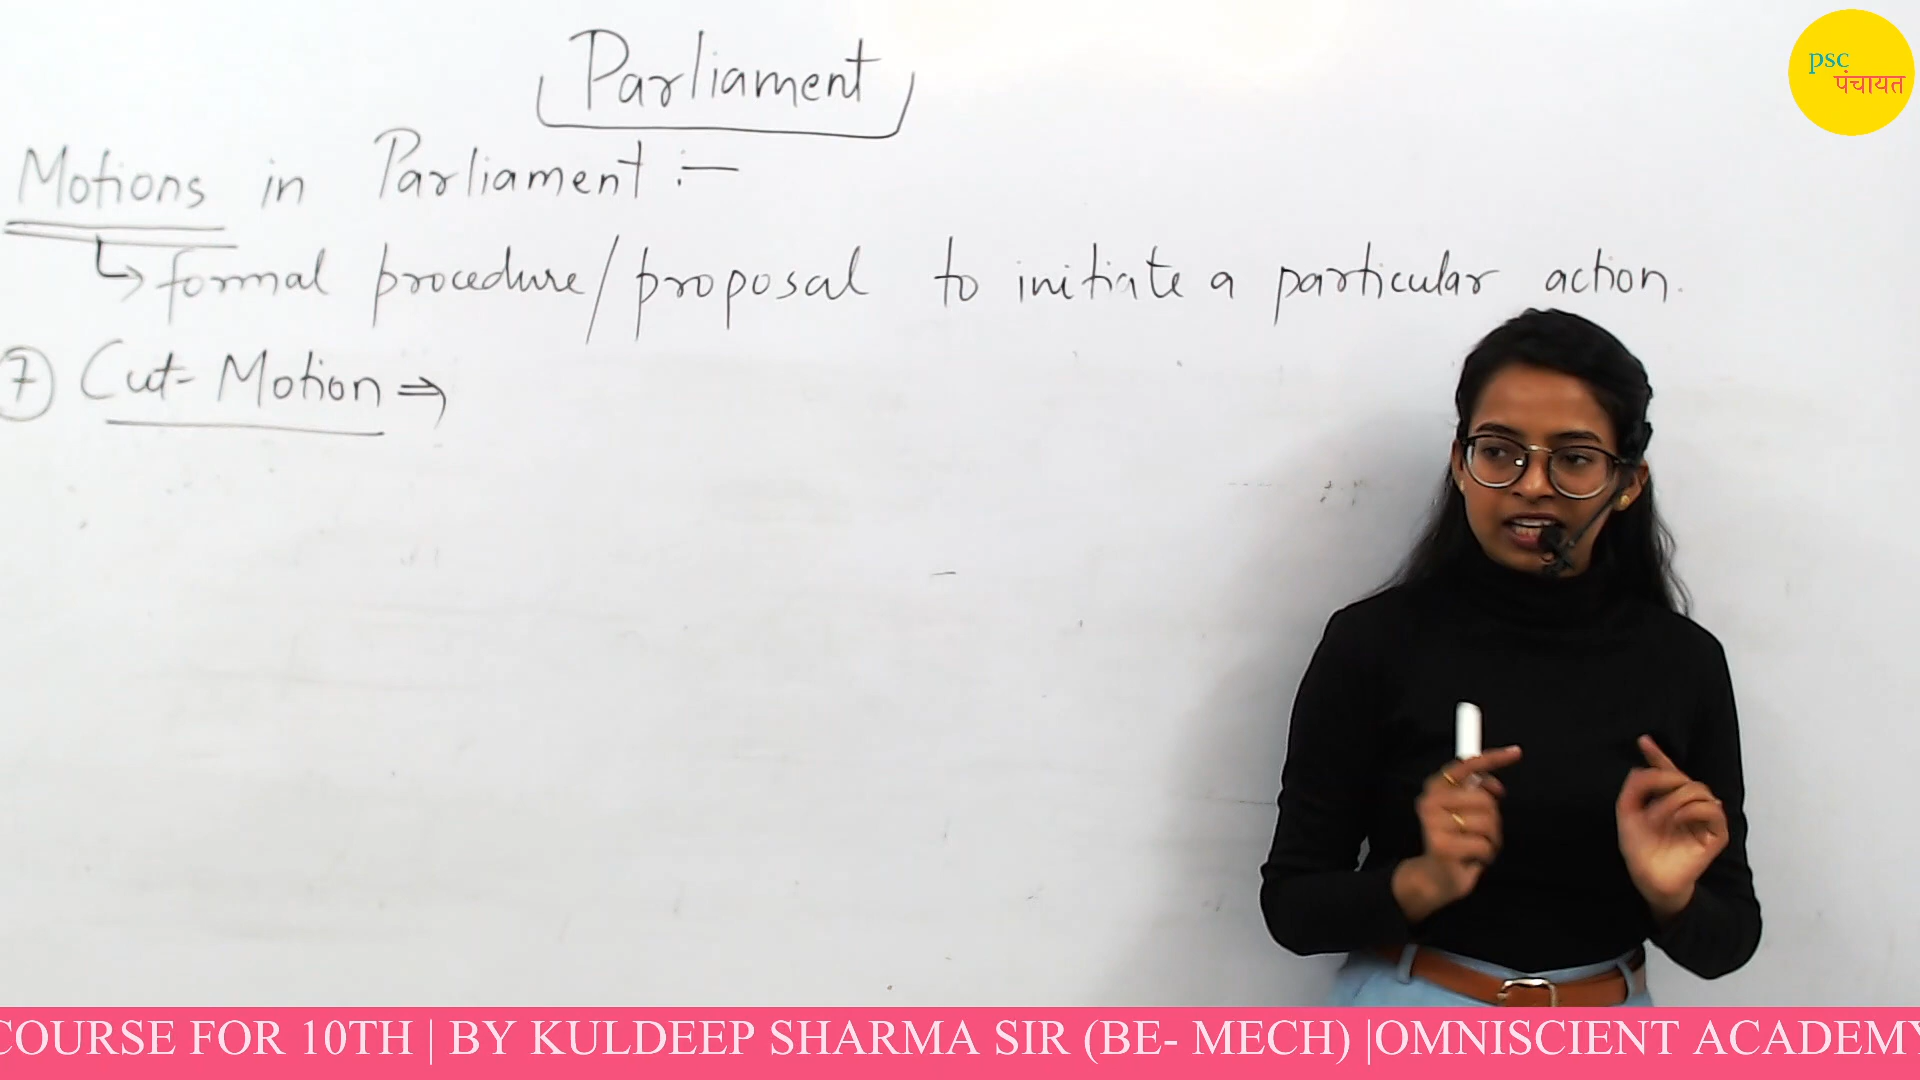 Parliament
psc
पंचायत
Motions in Parliament :-
↳ formal procedure/proposal to initiate a particular action.
⑦ Cut-Motion ⇒
COURSE FOR 10TH | BY KULDEEP SHARMA SIR (BE- MECH) |OMNISCIENT ACADEMY